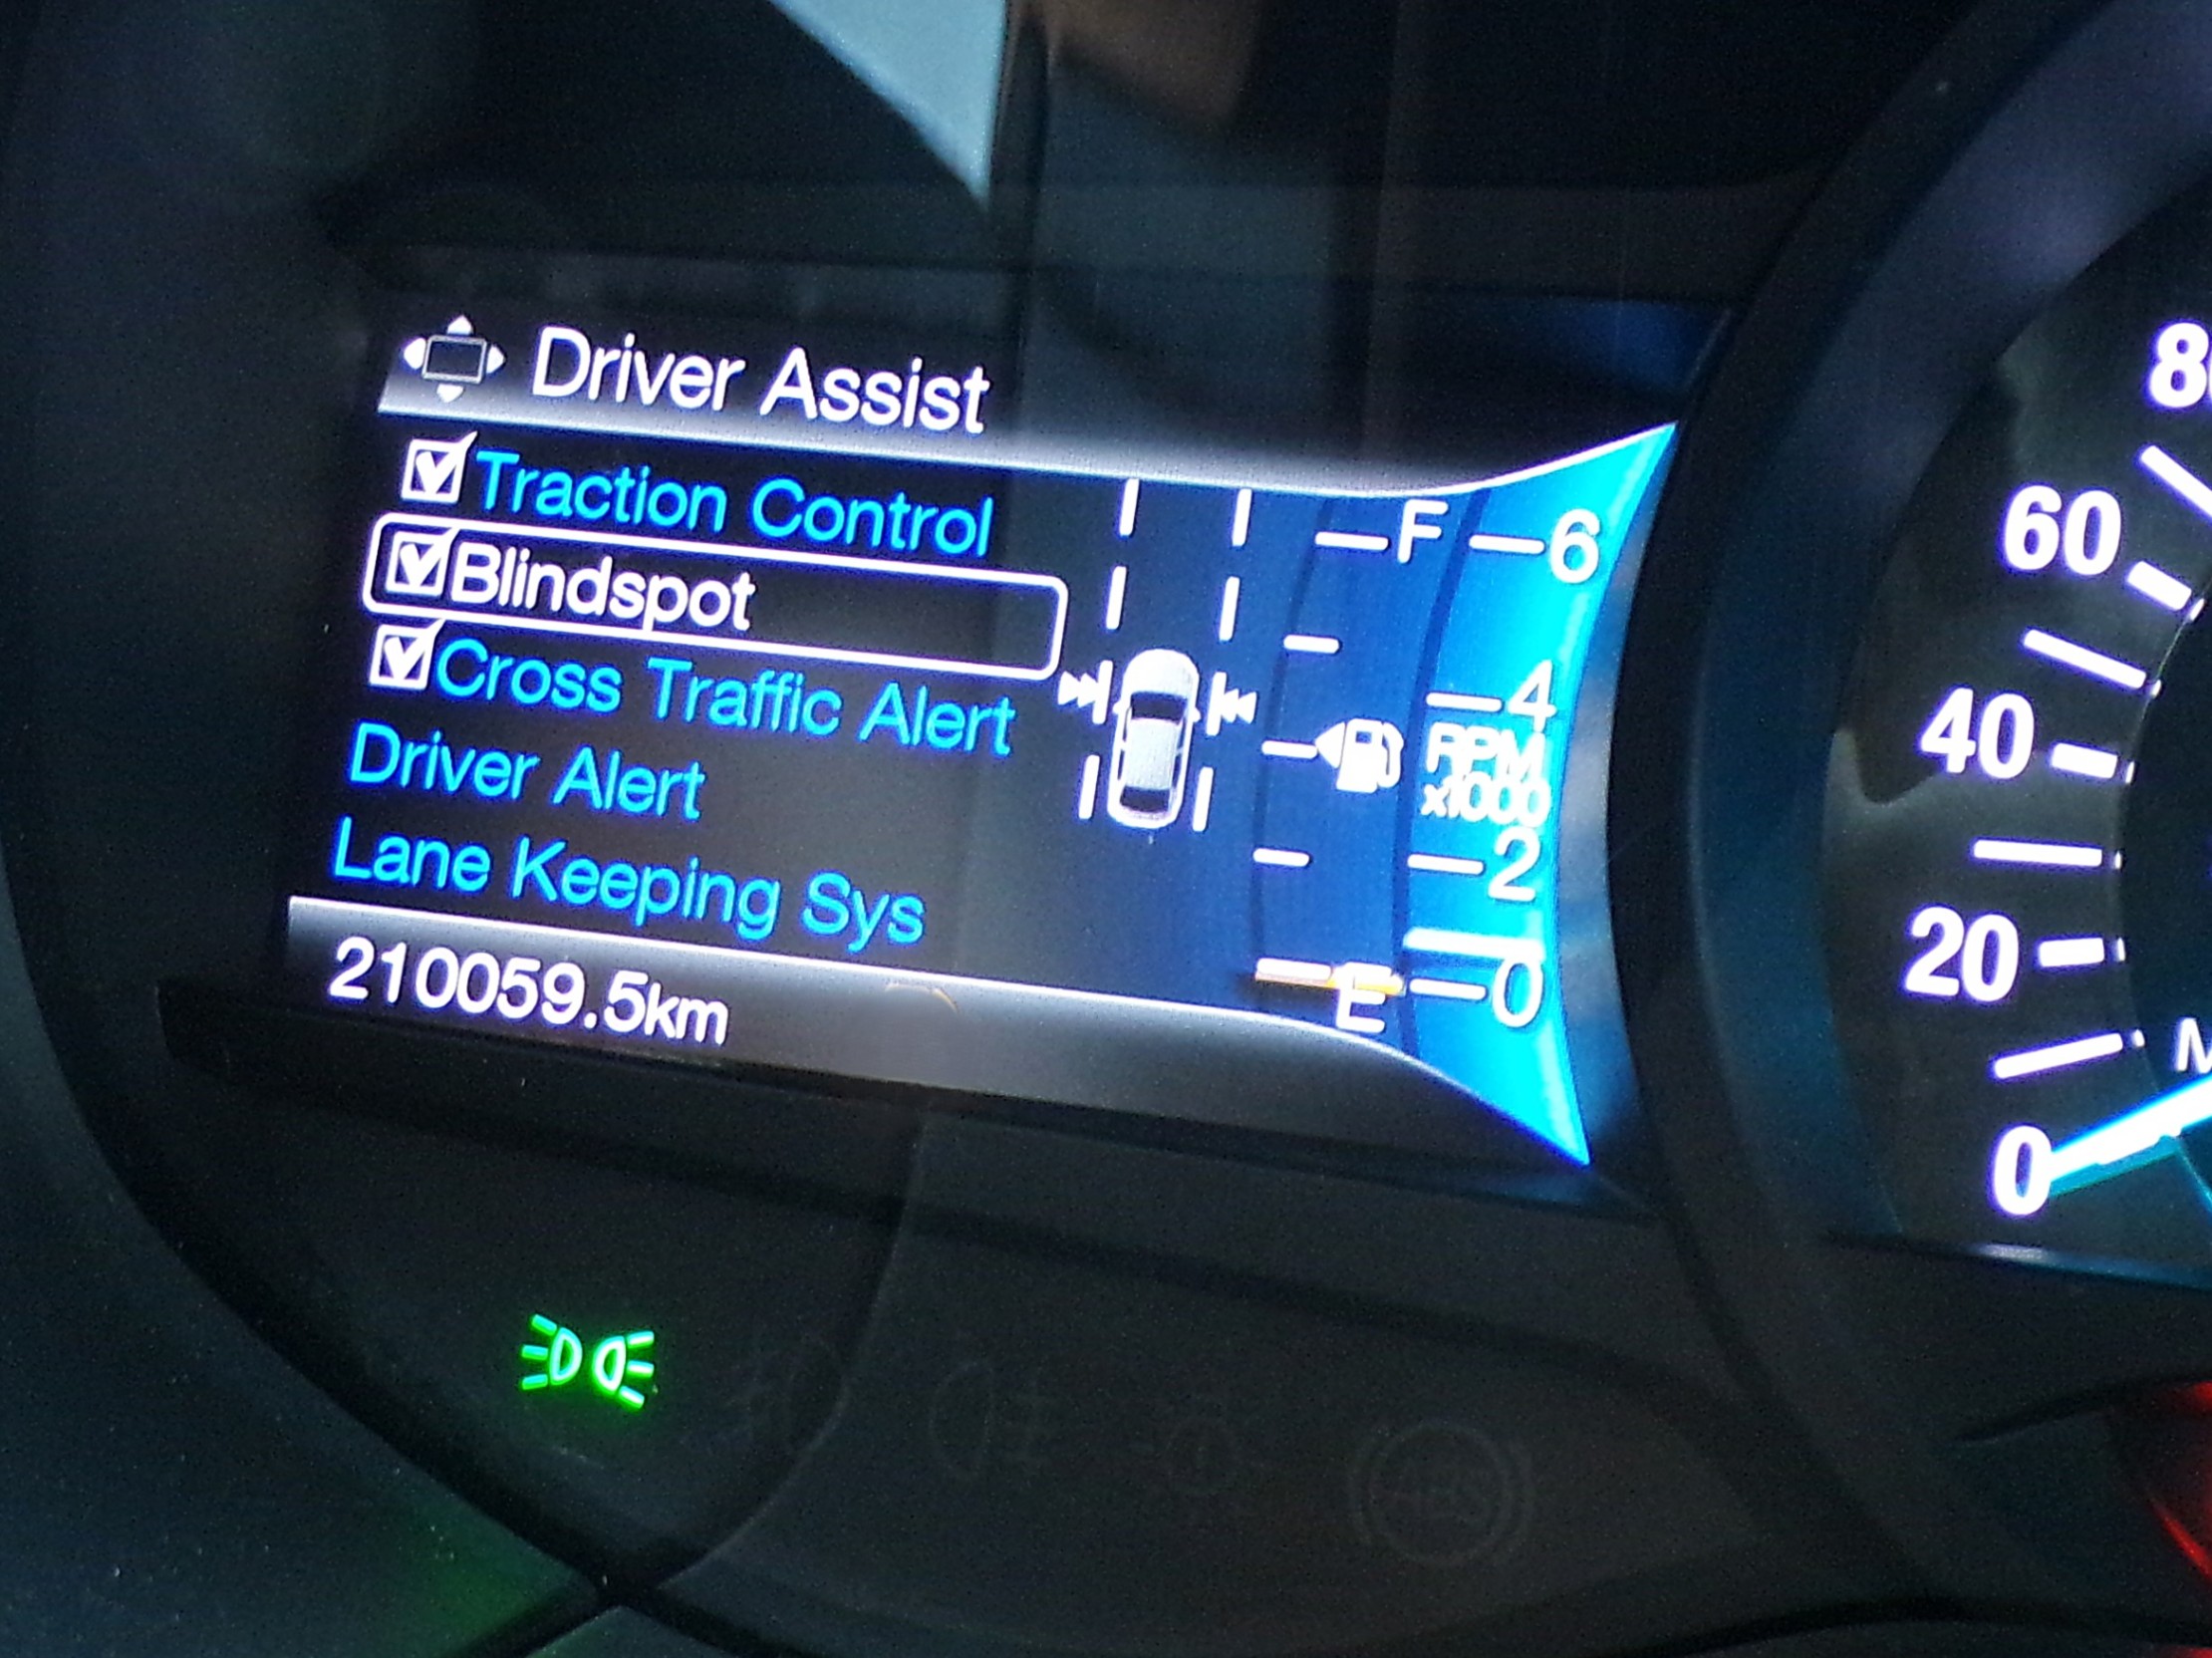 Driver Assist
Traction Control
Blindspot
Cross Traffic Alert
Driver Alert
Lane Keeping Sys
210059.5km
F
E
6
4
RPM
x1000
2
0
60
40
20
0
ABS